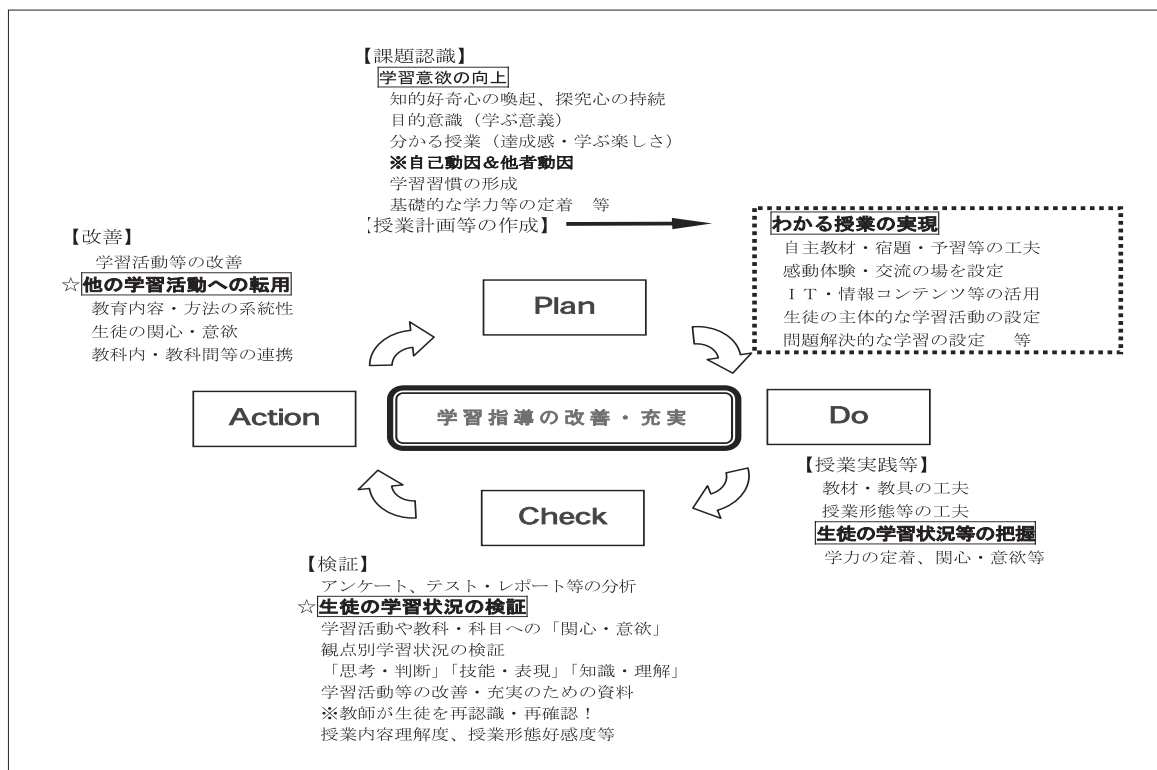 【課題認識】
学習意欲の向上
知的好奇心の喚起、探究心の持続
目的意識（学ぶ意義）
分かる授業（達成感・学ぶ楽しさ）
※自己動因＆他者動因
学習習慣の形成
基礎的な学力等の定着　等
【授業計画等の作成】
わかる授業の実現
自主教材・宿題・予習等の工夫
感動体験・交流の場を設定
ＩＴ・情報コンテンツ等の活用
生徒の主体的な学習活動の設定
問題解決的な学習の設定　等
【改善】
学習活動等の改善
☆他の学習活動への転用
教育内容・方法の系統性
生徒の関心・意欲
教科内・教科間等の連携
Plan
Action
学習指導の改善・充実
Do
【授業実践等】
教材・教具の工夫
授業形態等の工夫
生徒の学習状況等の把握
学力の定着、関心・意欲等
Check
【検証】
アンケート、テスト・レポート等の分析
☆生徒の学習状況の検証
学習活動や教科・科目への「関心・意欲」
観点別学習状況の検証
「思考・判断」「技能・表現」「知識・理解」
学習活動等の改善・充実のための資料
※教師が生徒を再認識・再確認！
授業内容理解度、授業形態好感度等